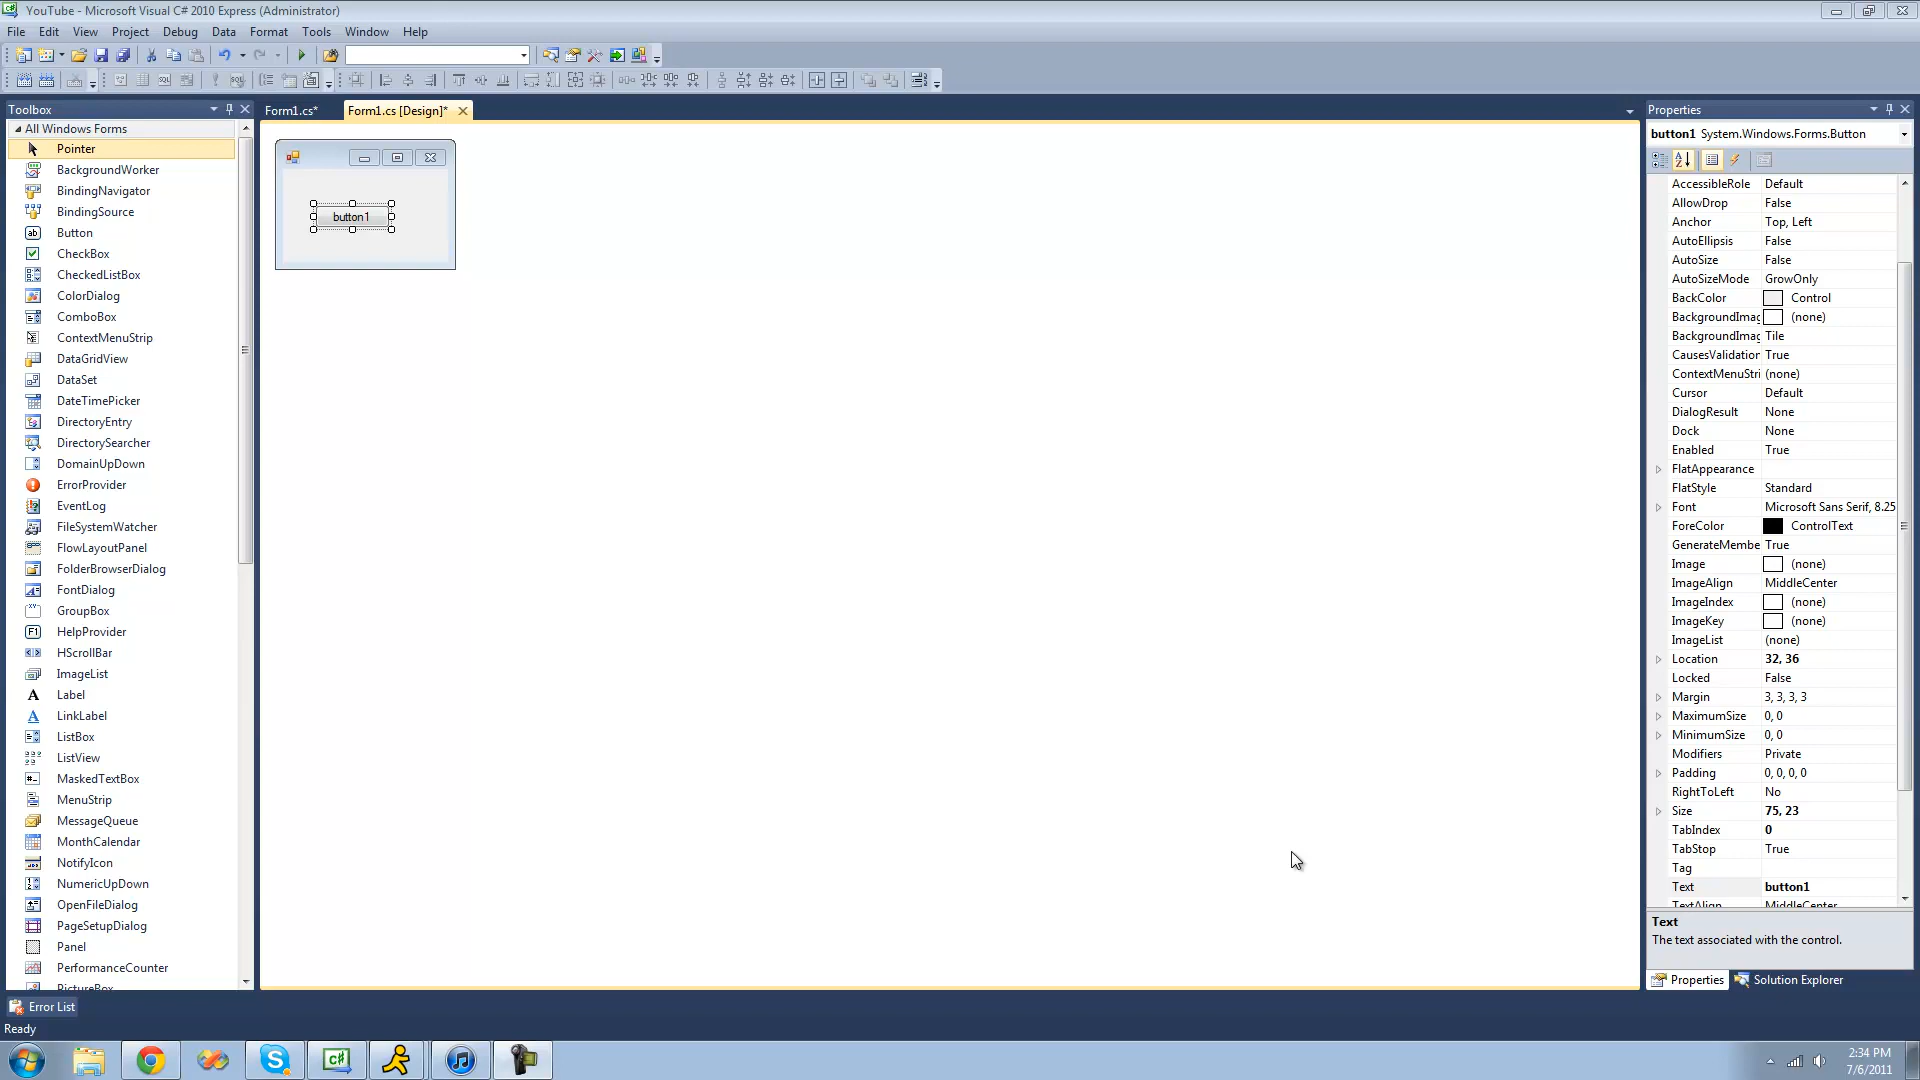 YouTube - Microsoft Visual C# 2010 Express (Administrator)
File Edit View Project Debug Data Format Tools Window Help
Toolbox
Form1.cs*
Form1.cs [Design]*
Properties
All Windows Forms
Pointer
BackgroundWorker
BindingNavigator
BindingSource
Button
CheckBox
CheckedListBox
ColorDialog
ComboBox
ContextMenuStrip
DataGridView
DataSet
DateTimePicker
DirectoryEntry
DirectorySearcher
DomainUpDown
ErrorProvider
EventLog
FileSystemWatcher
FlowLayoutPanel
FolderBrowserDialog
FontDialog
GroupBox
HelpProvider
HScrollBar
ImageList
Label
LinkLabel
ListBox
ListView
MaskedTextBox
MenuStrip
MessageQueue
MonthCalendar
NotifyIcon
NumericUpDown
OpenFileDialog
PageSetupDialog
Panel
PerformanceCounter
PictureBox
button1
button1 System.Windows.Forms.Button
AccessibleRole Default
AllowDrop False
Anchor Top, Left
AutoEllipsis False
AutoSize False
AutoSizeMode GrowOnly
BackColor Control
BackgroundImag (none)
BackgroundImag Tile
CausesValidation True
ContextMenuStri (none)
Cursor Default
DialogResult None
Dock None
Enabled True
FlatAppearance
FlatStyle Standard
Font Microsoft Sans Serif, 8.25
ForeColor ControlText
GenerateMembe True
Image (none)
ImageAlign MiddleCenter
ImageIndex (none)
ImageKey (none)
ImageList (none)
Location 32, 36
Locked False
Margin 3, 3, 3, 3
MaximumSize 0, 0
MinimumSize 0, 0
Modifiers Private
Padding 0, 0, 0, 0
RightToLeft No
Size 75, 23
TabIndex 0
TabStop True
Tag
Text button1
TextAlign MiddleCenter
Text
The text associated with the control.
Properties
Solution Explorer
Error List
Ready
2:34 PM
7/6/2011